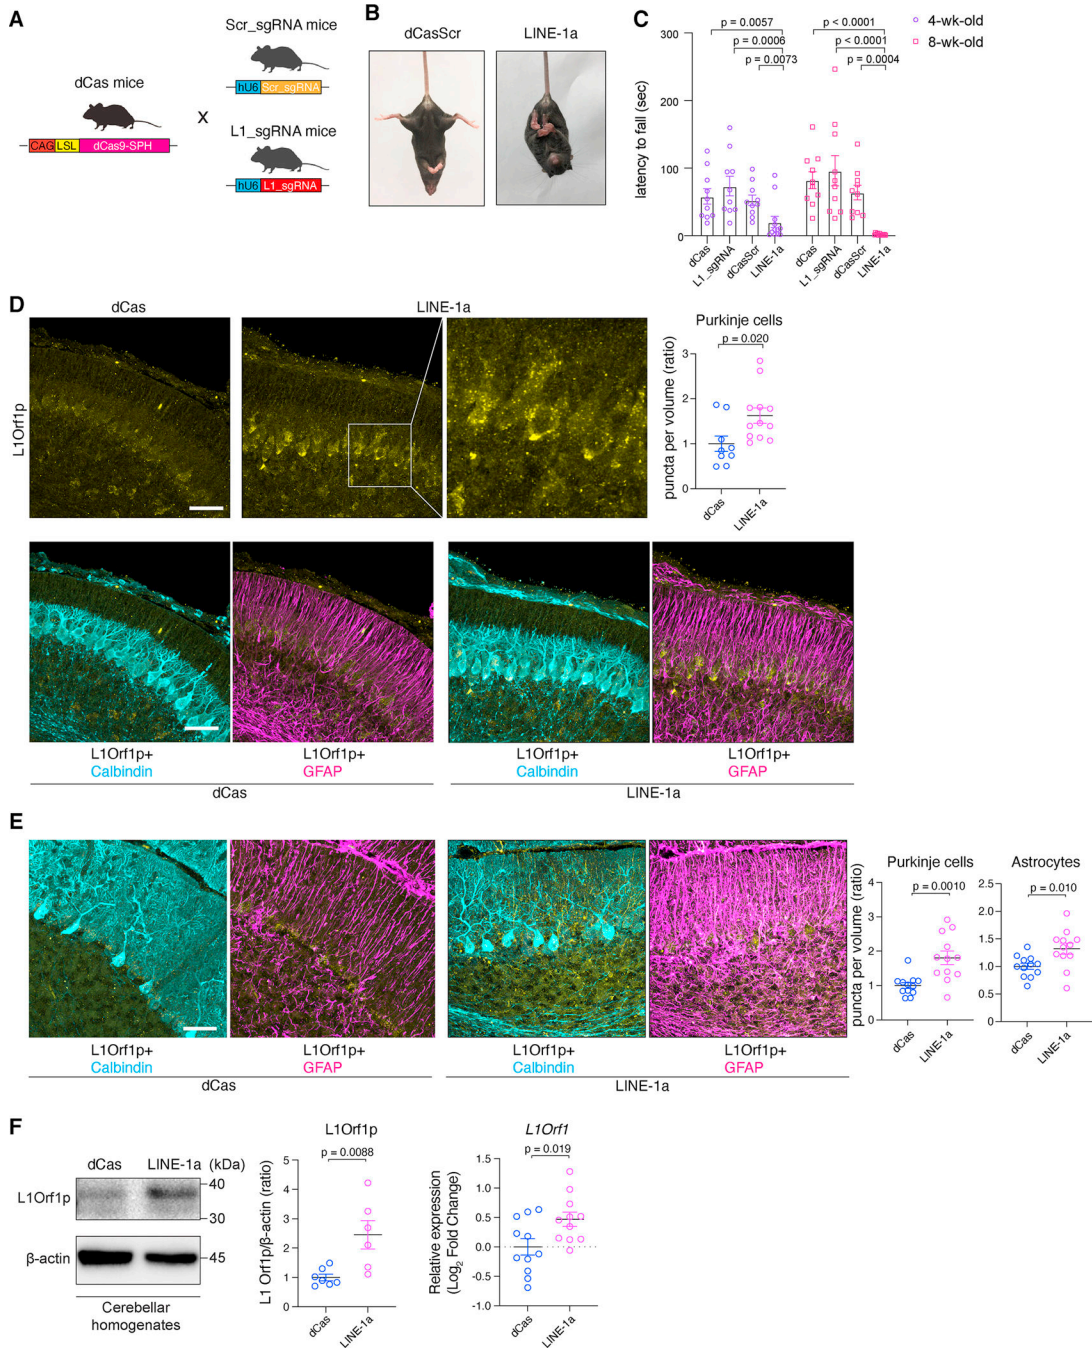 A
Scr_sgRNA mice
dCas mice
hU6 Scr_sgRNA
X
L1_sgRNA mice
CAG LSL dCas9-SPH
hU6 L1_sgRNA
B
dCasScr LINE-1a
C
4-wk-old
8-wk-old
p = 0.0057 p < 0.0001
p = 0.0006 p < 0.0001
p = 0.0073 p = 0.0004
latency to fall (sec)
300
200
100
0
dCas L1_sgRNA dCasScr LINE-1a dCas L1_sgRNA dCasScr LINE-1a
D
dCas LINE-1a
L1Orf1p
Purkinje cells
p = 0.020
puncta per volume (ratio)
3
2
1
0
dCas LINE-1a
L1Orf1p+ L1Orf1p+ L1Orf1p+ L1Orf1p+
Calbindin GFAP Calbindin GFAP
dCas LINE-1a
E
Purkinje cells
p = 0.0010
puncta per volume (ratio)
4
3
2
1
0
dCas LINE-1a
Astrocytes
p = 0.010
2.5
2.0
1.5
1.0
0.5
0.0
dCas LINE-1a
L1Orf1p+ L1Orf1p+ L1Orf1p+ L1Orf1p+
Calbindin GFAP Calbindin GFAP
dCas LINE-1a
F
dCas LINE-1a (kDa)
L1Orf1p
40
30
β-actin
45
Cerebellar
homogenates
L1Orf1p
p = 0.0088
L1 Orf1p/β-actin (ratio)
5
4
3
2
1
0
dCas LINE-1a
L1Orf1
p = 0.019
Relative expression
(Log2 Fold Change)
1.5
1.0
0.5
0.0
-0.5
-1.0
dCas LINE-1a